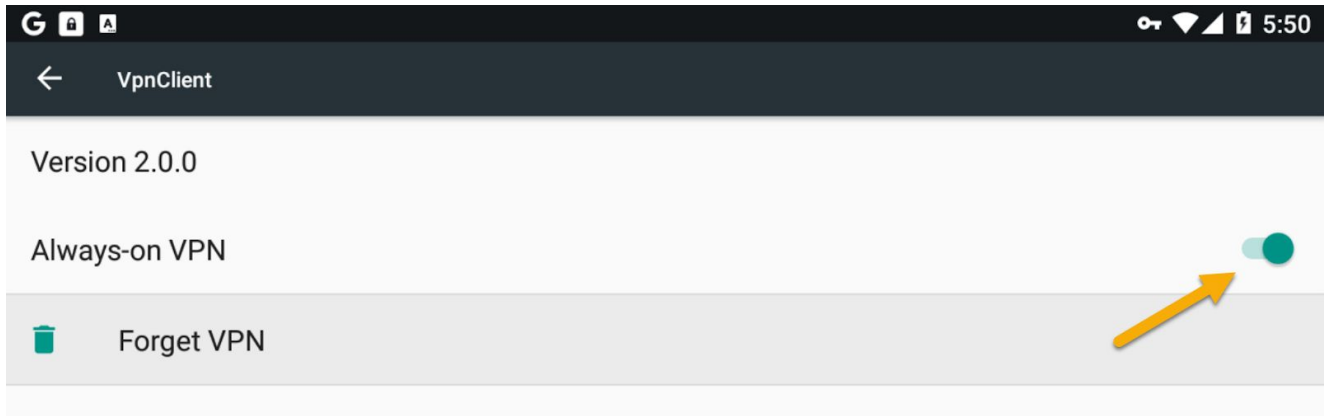 G A 5:50
VpnClient
Version 2.0.0
Always-on VPN
Forget VPN